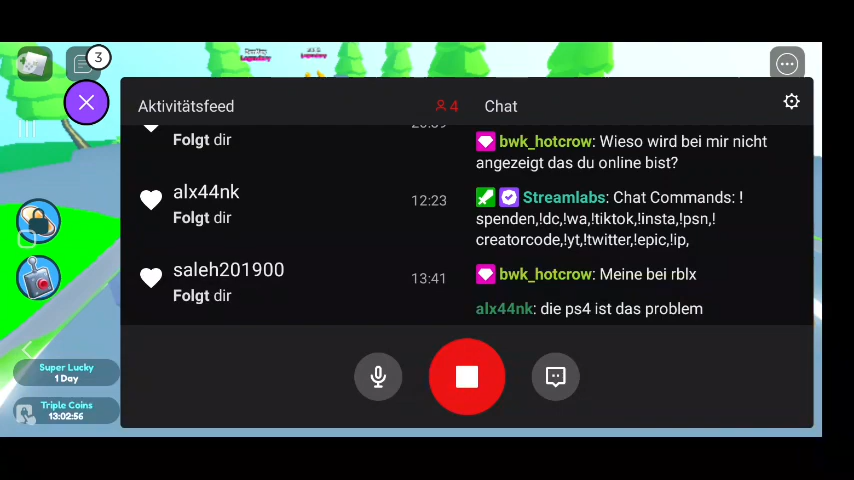 3
Legendary
Legendary
Aktivitätsfeed
4
Chat
Folgt dir
alx44nk
12:23
Folgt dir
saleh201900
13:41
Folgt dir
bwk_hotcrow: Wieso wird bei mir nicht
angezeigt das du online bist?
Streamlabs: Chat Commands: !
spenden,!dc,!wa,!tiktok,!insta,!psn,!
creatorcode,!yt,!twitter,!epic,!ip,
bwk_hotcrow: Meine bei rblx
alx44nk: die ps4 ist das problem
Super Lucky
1 Day
Triple Coins
13:02:56